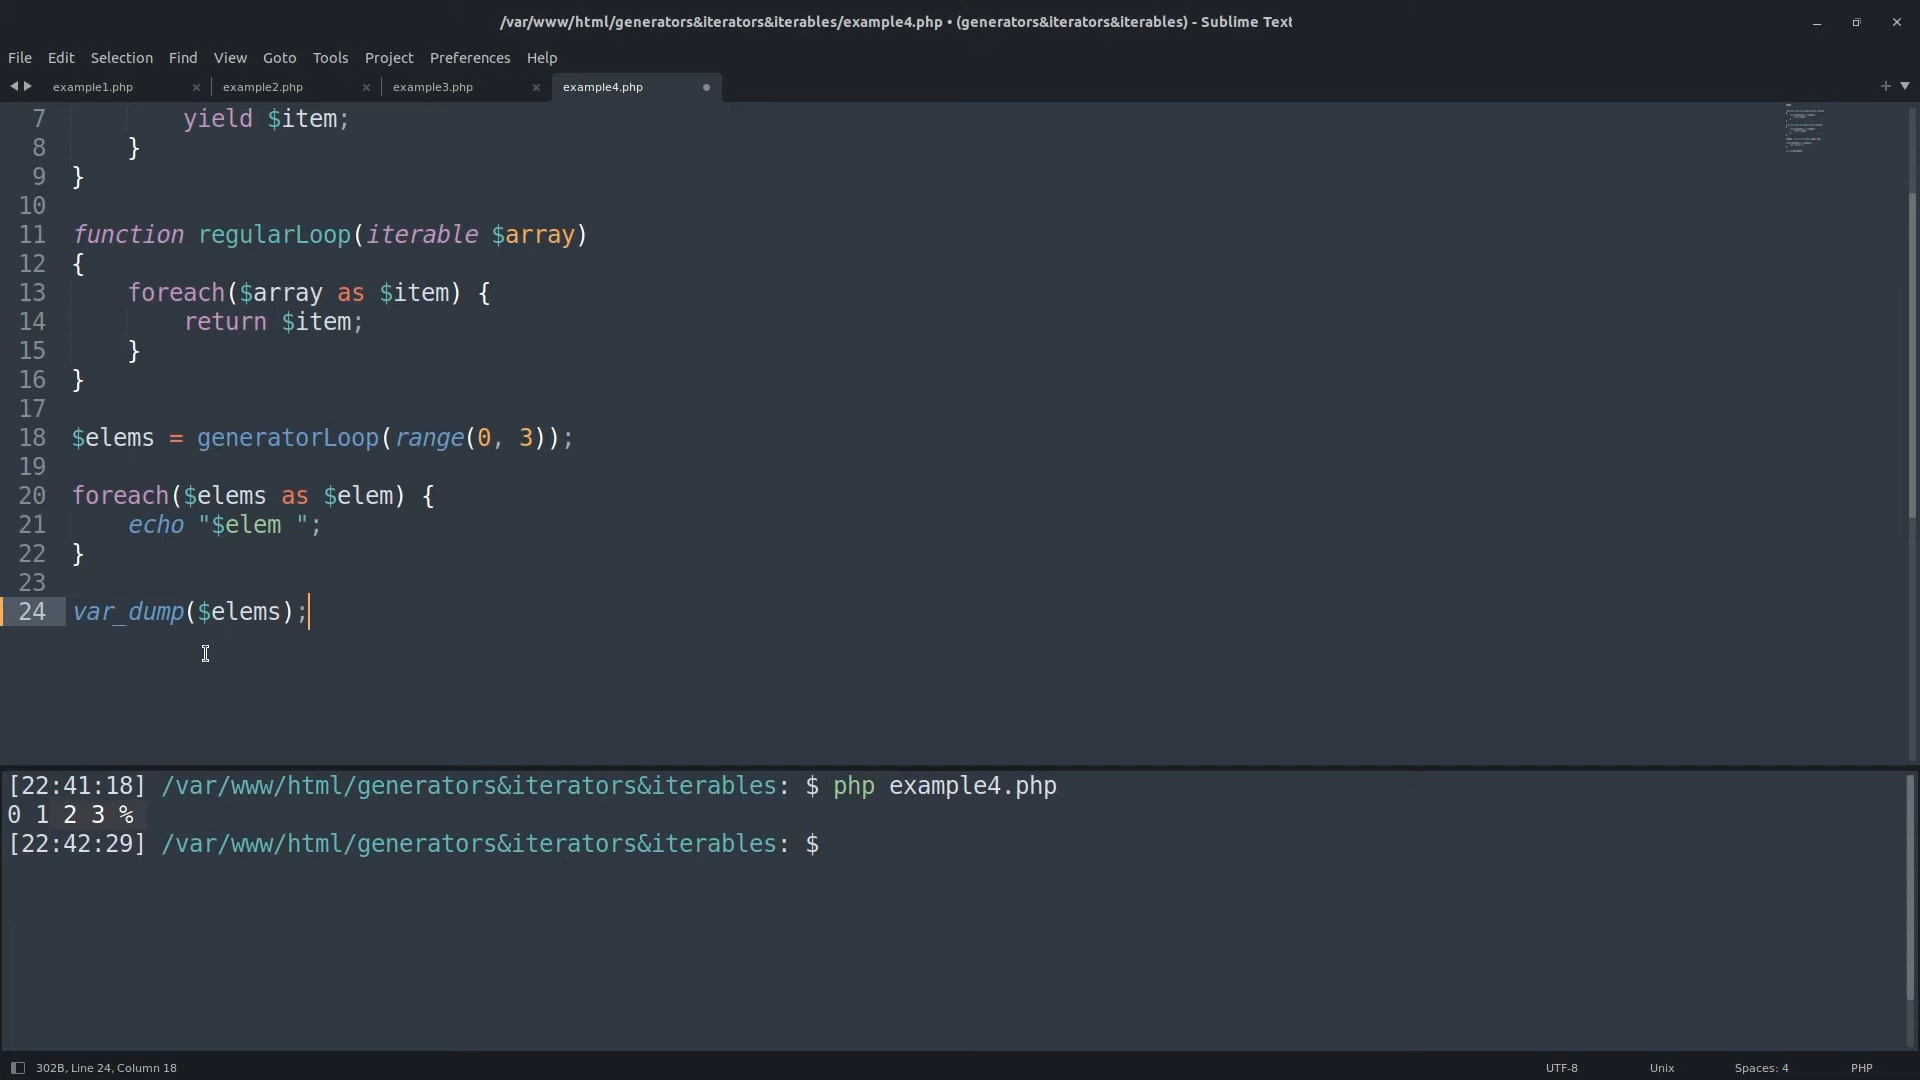 /var/www/html/generators&iterators&iterables/example4.php • (generators&iterators&iterables) - Sublime Text
File Edit Selection Find View Goto Tools Project Preferences Help
example1.php × example2.php × example3.php × example4.php
7 yield $item;
8 }
9 }
10
11 function regularLoop(iterable $array)
12 {
13 foreach($array as $item) {
14 return $item;
15 }
16 }
17
18 $elems = generatorLoop(range(0, 3));
19
20 foreach($elems as $elem) {
21 echo "$elem ";
22 }
23
24 var_dump($elems);
[22:41:18] /var/www/html/generators&iterators&iterables: $ php example4.php
0 1 2 3 %
[22:42:29] /var/www/html/generators&iterators&iterables: $
302B, Line 24, Column 18 UTF-8 Unix Spaces: 4 PHP